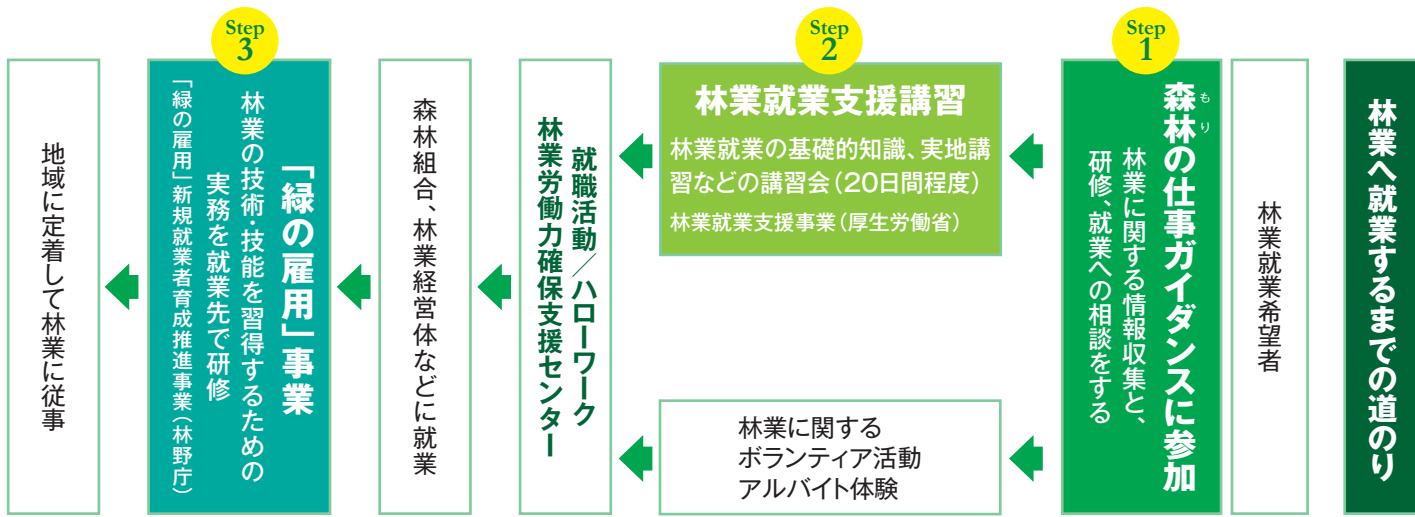 林業へ就業するまでの道のり
林業就業希望者
Step
1
森林の仕事ガイダンスに参加
もり
林業に関する情報収集と、
研修、就業への相談をする
Step
2
林業就業支援講習
林業就業の基礎的知識、実地講
習などの講習会(20日間程度)
林業就業支援事業(厚生労働省)
林業に関する
ボランティア活動
アルバイト体験
就職活動/ハローワーク
林業労働力確保支援センター
森林組合、林業経営体などに就業
Step
3
「緑の雇用」事業
林業の技術・技能を習得するための
実務を就業先で研修
「緑の雇用」新規就業者育成推進事業(林野庁)
地域に定着して林業に従事